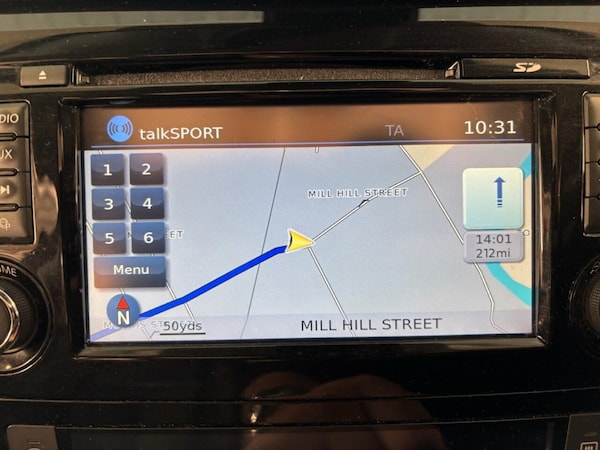 SD
DIO
talkSPORT
TA
10:31
UX
1
2
MILL HILL STREET
3
4
5
6
EET
14:01
212mi
Menu
N
50yds
MILL HILL STREET